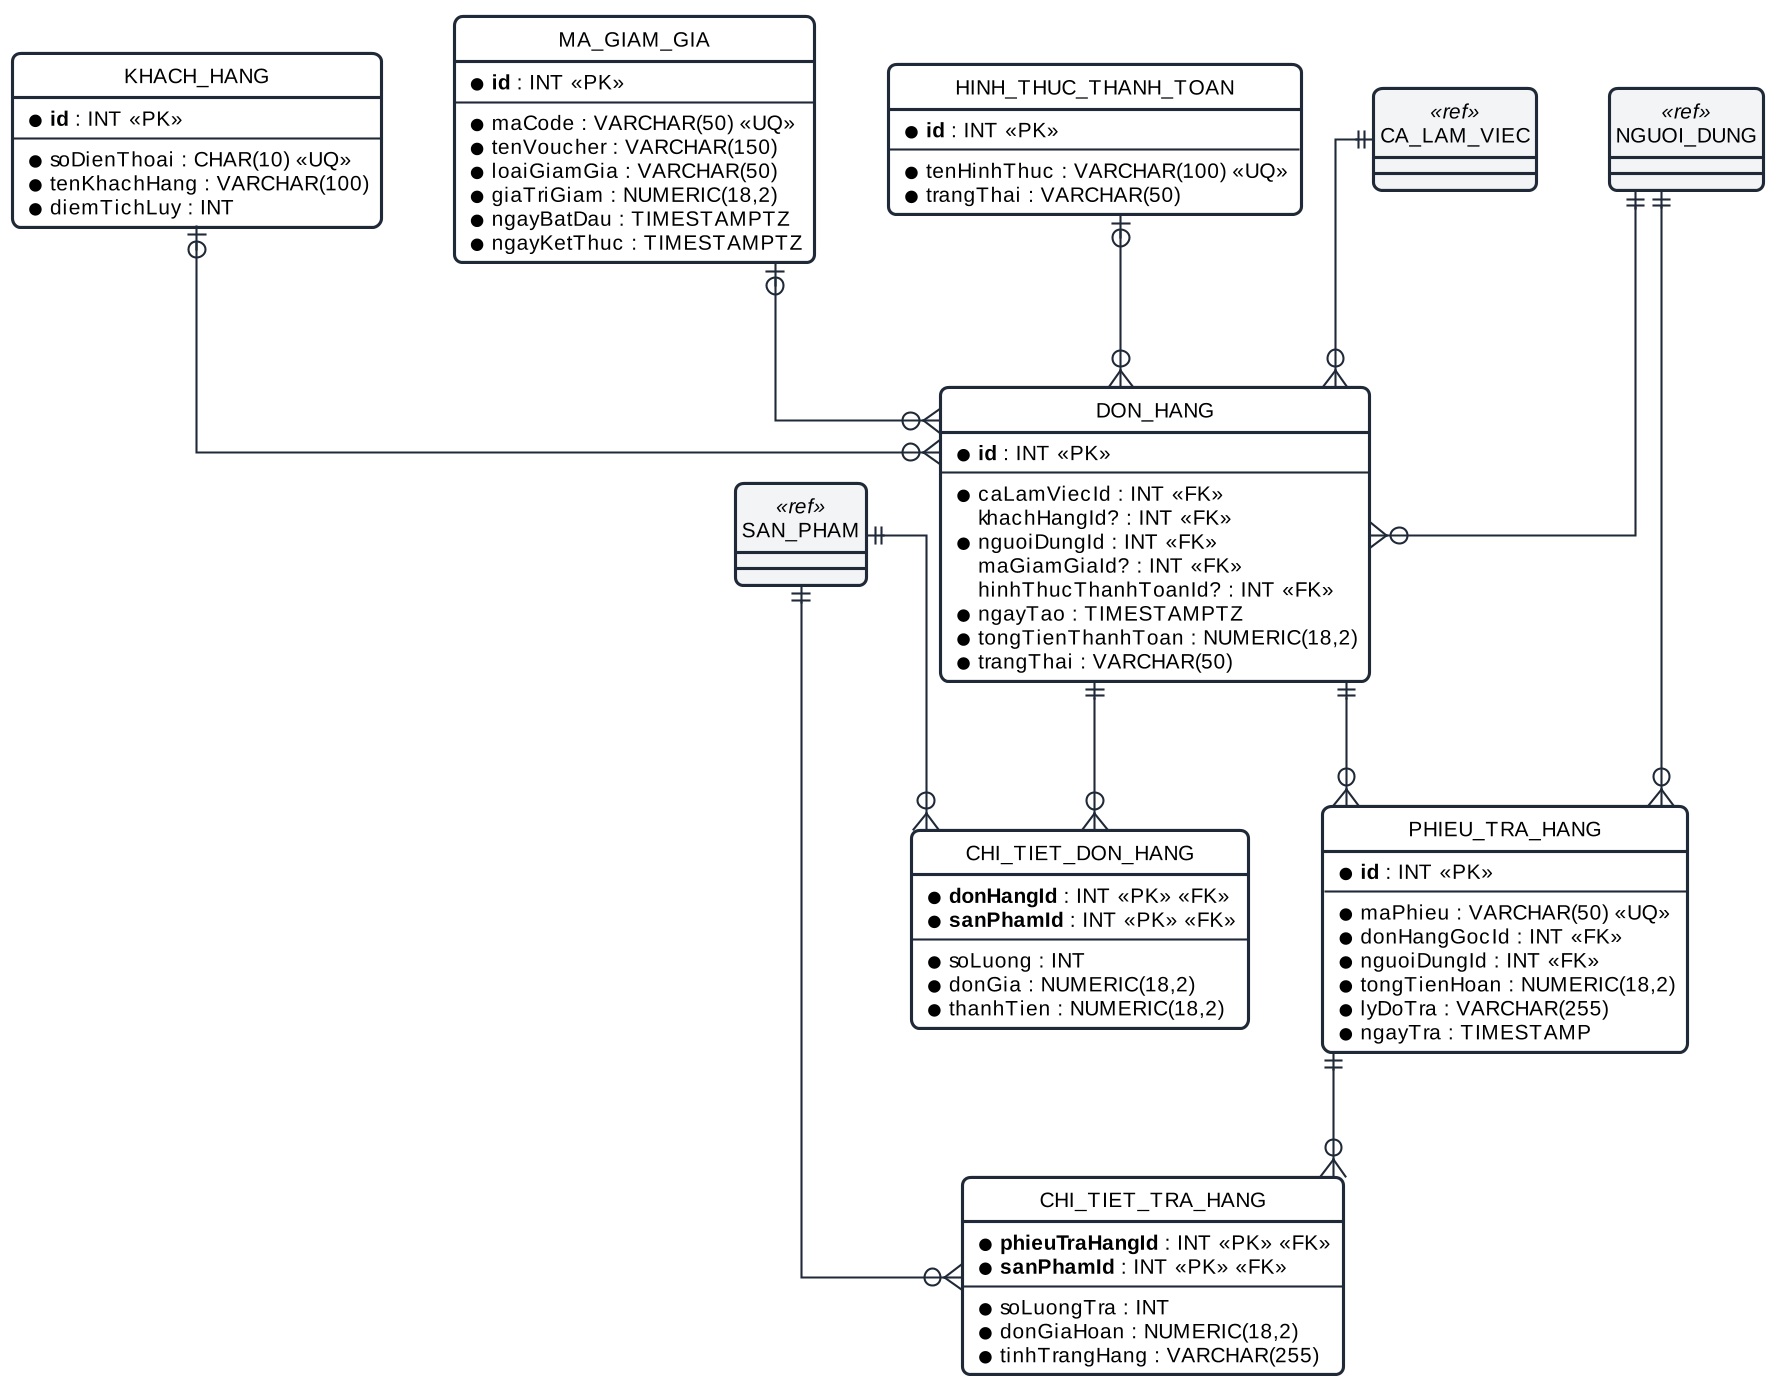 KHACH_HANG
id : INT «PK»
soDienThoai : CHAR(10) «UQ»
tenKhachHang : VARCHAR(100)
diemTichLuy : INT
MA_GIAM_GIA
id : INT «PK»
maCode : VARCHAR(50) «UQ»
tenVoucher : VARCHAR(150)
loaiGiamGia : VARCHAR(50)
giaTriGiam : NUMERIC(18,2)
ngayBatDau : TIMESTAMPTZ
ngayKetThuc : TIMESTAMPTZ
HINH_THUC_THANH_TOAN
id : INT «PK»
tenHinhThuc : VARCHAR(100) «UQ»
trangThai : VARCHAR(50)
«ref»
CA_LAM_VIEC
«ref»
NGUOI_DUNG
DON_HANG
id : INT «PK»
caLamViecId : INT «FK»
khachHangId? : INT «FK»
nguoiDungId : INT «FK»
maGiamGiaId? : INT «FK»
hinhThucThanhToanId? : INT «FK»
ngayTao : TIMESTAMPTZ
tongTienThanhToan : NUMERIC(18,2)
trangThai : VARCHAR(50)
«ref»
SAN_PHAM
CHI_TIET_DON_HANG
donHangId : INT «PK» «FK»
sanPhamId : INT «PK» «FK»
soLuong : INT
donGia : NUMERIC(18,2)
thanhTien : NUMERIC(18,2)
PHIEU_TRA_HANG
id : INT «PK»
maPhieu : VARCHAR(50) «UQ»
donHangGocId : INT «FK»
nguoiDungId : INT «FK»
tongTienHoan : NUMERIC(18,2)
lyDoTra : VARCHAR(255)
ngayTra : TIMESTAMP
CHI_TIET_TRA_HANG
phieuTraHangId : INT «PK» «FK»
sanPhamId : INT «PK» «FK»
soLuongTra : INT
donGiaHoan : NUMERIC(18,2)
tinhTrangHang : VARCHAR(255)